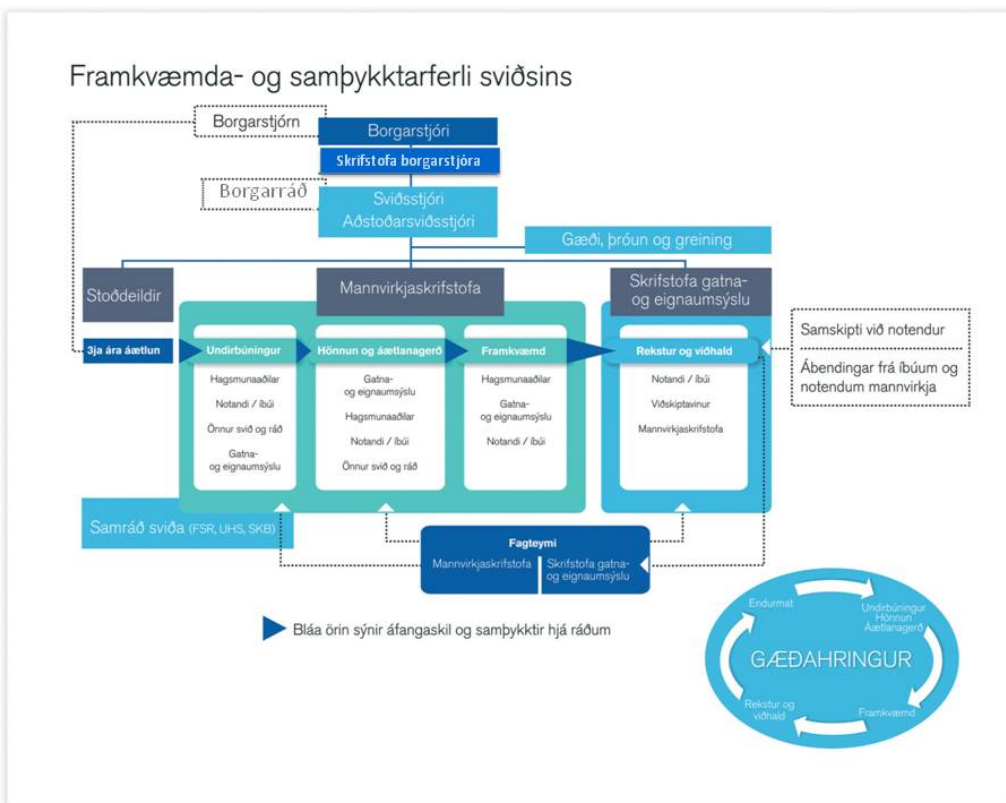 Framkvæmda- og samþykktarferli sviðsins
Borgarstjórn
Borgarstjóri
Skrifstofa borgarstjóra
Borgarráð
Sviðsstjóri
Aðstoðarsviðsstjóri
Gæði, þróun og greining
Stoðdeildir
Mannvirkjaskrifstofa
Skrifstofa gatna-
og eignaumsýslu
3ja ára áætlun
Undirbúningur
Hagsmunaaðilar
Notandi / íbúi
Önnur svið og ráð
Gatna-
og eignaumsýslu
Hönnun og áætlanagerð
Gatna-
og eignaumsýslu
Hagsmunaaðilar
Notandi / íbúi
Önnur svið og ráð
Framkvæmd
Hagsmunaaðilar
Gatna-
og eignaumsýslu
Notandi / íbúi
Rekstur og viðhald
Notandi / íbúi
Viðskiptavinur
Mannvirkjaskrifstofa
Samskipti við notendur
Ábendingar frá íbúum og
notendum mannvirkja
Samráð sviða (FSR, UHS, SKB)
Fagteymi
Mannvirkjaskrifstofa
Skrifstofa gatna-
og eignaumsýslu
Bláa örin sýnir áfangaskil og samþykktir hjá ráðum
Endurmat
Undirbúningur
Hönnun
Áætlanagerð
GÆÐAHRINGUR
Rekstur og
viðhald
Framkvæmd